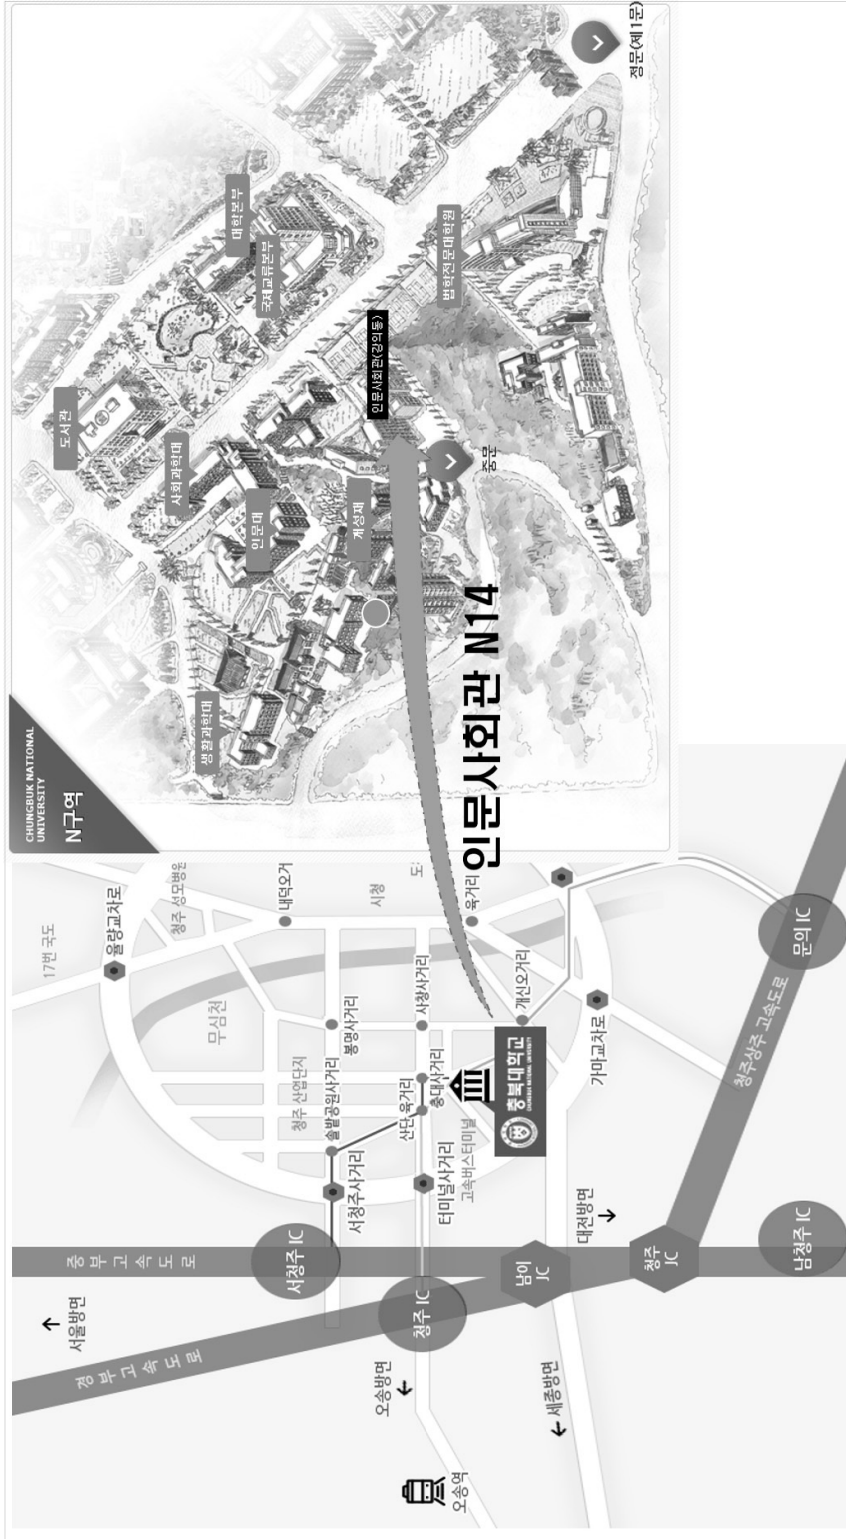 CHUNGBUK NATIONAL
UNIVERSITY
N구역
생활과학대
인문대
사회과학대
도서관
계성재
국제교류본부
대학본부
인문사회관(강의동)
법학전문대학원
중문
정문(제1문)
인문사회관 N14
서울방면
중부고속도로
경부고속도로
17번 국도
율량교차로
청주 성모병원
무심천
내덕오거
시청
도
육거리
청주 산업단지
봉명사거리
솔밭공원사거리
서청주사거리
서청주 IC
사창사거리
충대사거리
산단 육거리
터미널사거리
고속버스터미널
청주 IC
오송방면
오송역
개신오거리
충북대학교
CHUNGBUK NATIONAL UNIVERSITY
남이
JC
세종방면
가마교차로
대전방면
청주
JC
청주상주 고속도로
문의 IC
남청주 IC